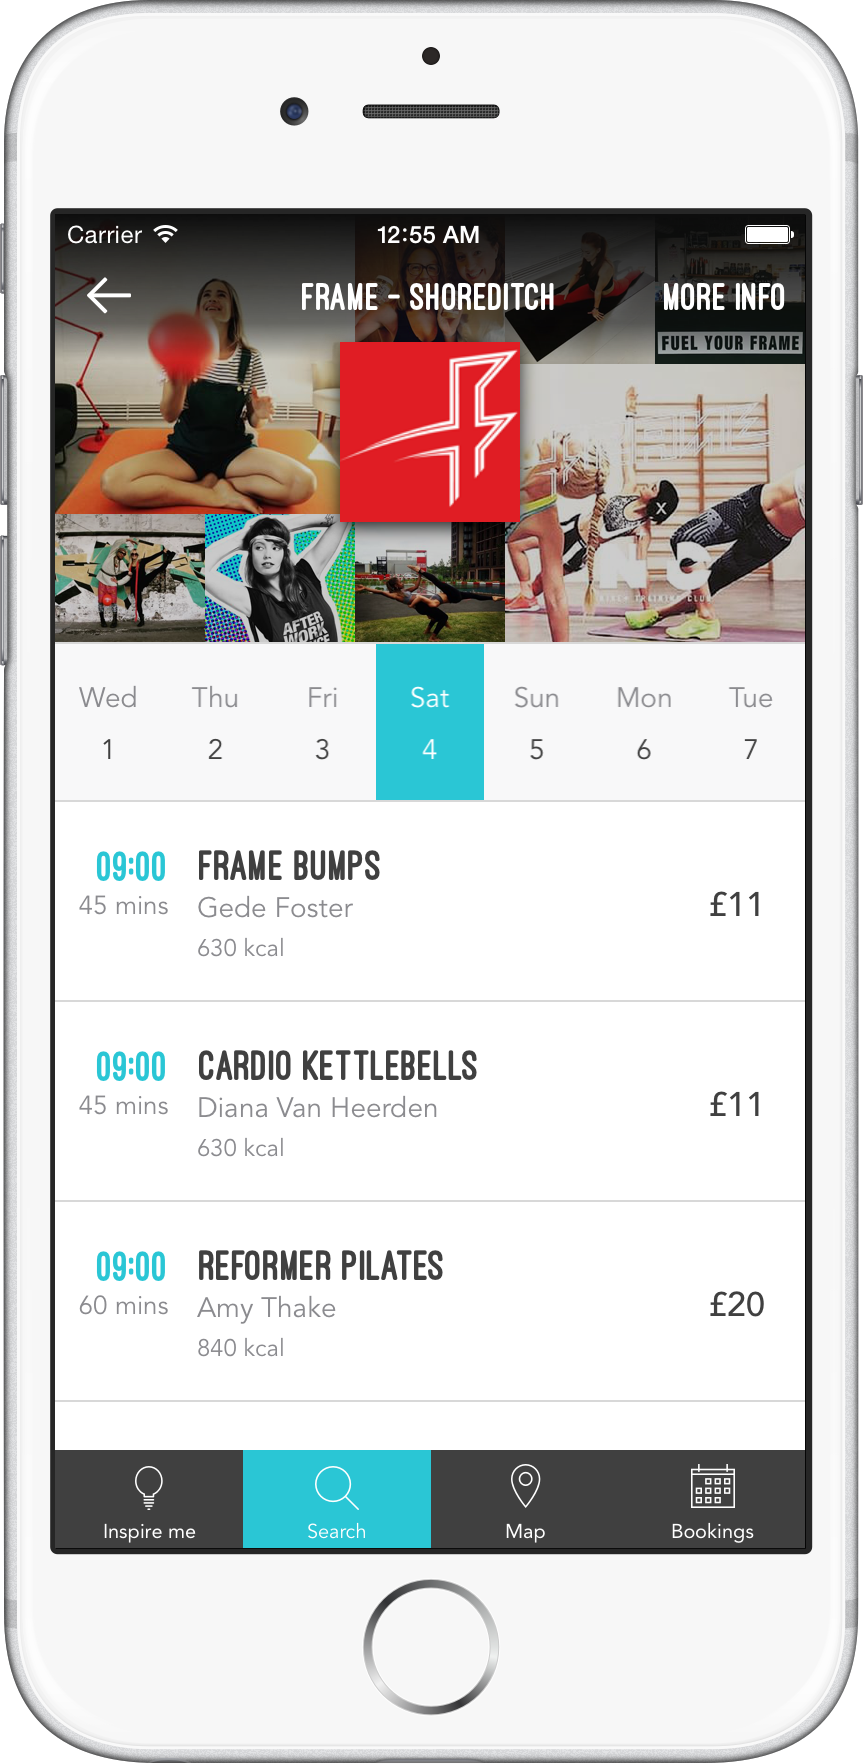 Carrier 12:55 AM
FRAME - SHOREDITCH MORE INFO
FUEL YOUR FRAME
X
AFTER
WORK
Wed Thu Fri Sat Sun Mon Tue
1 2 3 4 5 6 7
09:00 FRAME BUMPS
45 mins Gede Foster £11
630 kcal
09:00 CARDIO KETTLEBELLS
45 mins Diana Van Heerden £11
630 kcal
09:00 REFORMER PILATES
60 mins Amy Thake £20
840 kcal
Inspire me Search Map Bookings